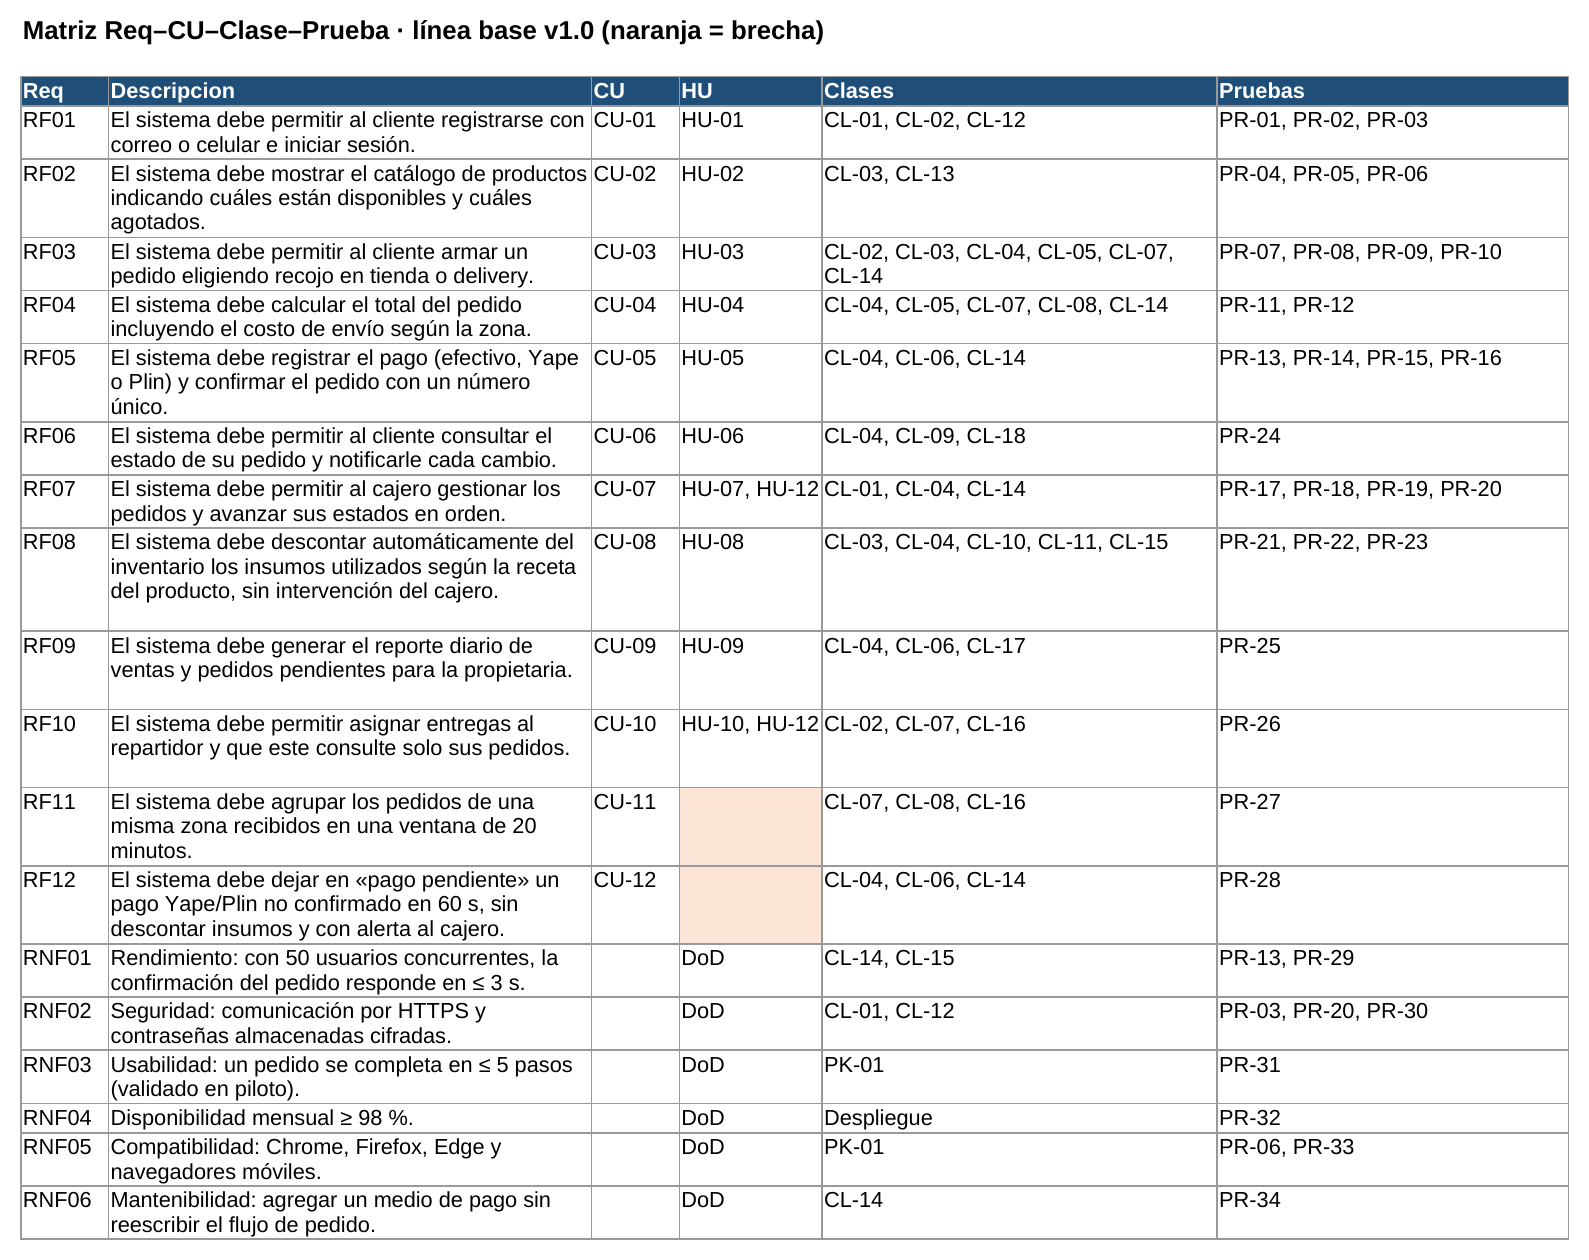 Matriz Req–CU–Clase–Prueba · línea base v1.0 (naranja = brecha)
Req Descripcion CU HU Clases Pruebas
RF01 El sistema debe permitir al cliente registrarse con CU-01 HU-01 CL-01, CL-02, CL-12 PR-01, PR-02, PR-03
correo o celular e iniciar sesión.
RF02 El sistema debe mostrar el catálogo de productos CU-02 HU-02 CL-03, CL-13 PR-04, PR-05, PR-06
indicando cuáles están disponibles y cuáles
agotados.
RF03 El sistema debe permitir al cliente armar un CU-03 HU-03 CL-02, CL-03, CL-04, CL-05, CL-07, PR-07, PR-08, PR-09, PR-10
pedido eligiendo recojo en tienda o delivery. CL-14
RF04 El sistema debe calcular el total del pedido CU-04 HU-04 CL-04, CL-05, CL-07, CL-08, CL-14 PR-11, PR-12
incluyendo el costo de envío según la zona.
RF05 El sistema debe registrar el pago (efectivo, Yape CU-05 HU-05 CL-04, CL-06, CL-14 PR-13, PR-14, PR-15, PR-16
o Plin) y confirmar el pedido con un número
único.
RF06 El sistema debe permitir al cliente consultar el CU-06 HU-06 CL-04, CL-09, CL-18 PR-24
estado de su pedido y notificarle cada cambio.
RF07 El sistema debe permitir al cajero gestionar los CU-07 HU-07, HU-12 CL-01, CL-04, CL-14 PR-17, PR-18, PR-19, PR-20
pedidos y avanzar sus estados en orden.
RF08 El sistema debe descontar automáticamente del CU-08 HU-08 CL-03, CL-04, CL-10, CL-11, CL-15 PR-21, PR-22, PR-23
inventario los insumos utilizados según la receta
del producto, sin intervención del cajero.
RF09 El sistema debe generar el reporte diario de CU-09 HU-09 CL-04, CL-06, CL-17 PR-25
ventas y pedidos pendientes para la propietaria.
RF10 El sistema debe permitir asignar entregas al CU-10 HU-10, HU-12 CL-02, CL-07, CL-16 PR-26
repartidor y que este consulte solo sus pedidos.
RF11 El sistema debe agrupar los pedidos de una CU-11 CL-07, CL-08, CL-16 PR-27
misma zona recibidos en una ventana de 20
minutos.
RF12 El sistema debe dejar en «pago pendiente» un CU-12 CL-04, CL-06, CL-14 PR-28
pago Yape/Plin no confirmado en 60 s, sin
descontar insumos y con alerta al cajero.
RNF01 Rendimiento: con 50 usuarios concurrentes, la DoD CL-14, CL-15 PR-13, PR-29
confirmación del pedido responde en ≤ 3 s.
RNF02 Seguridad: comunicación por HTTPS y DoD CL-01, CL-12 PR-03, PR-20, PR-30
contraseñas almacenadas cifradas.
RNF03 Usabilidad: un pedido se completa en ≤ 5 pasos DoD PK-01 PR-31
(validado en piloto).
RNF04 Disponibilidad mensual ≥ 98 %. DoD Despliegue PR-32
RNF05 Compatibilidad: Chrome, Firefox, Edge y DoD PK-01 PR-06, PR-33
navegadores móviles.
RNF06 Mantenibilidad: agregar un medio de pago sin DoD CL-14 PR-34
reescribir el flujo de pedido.